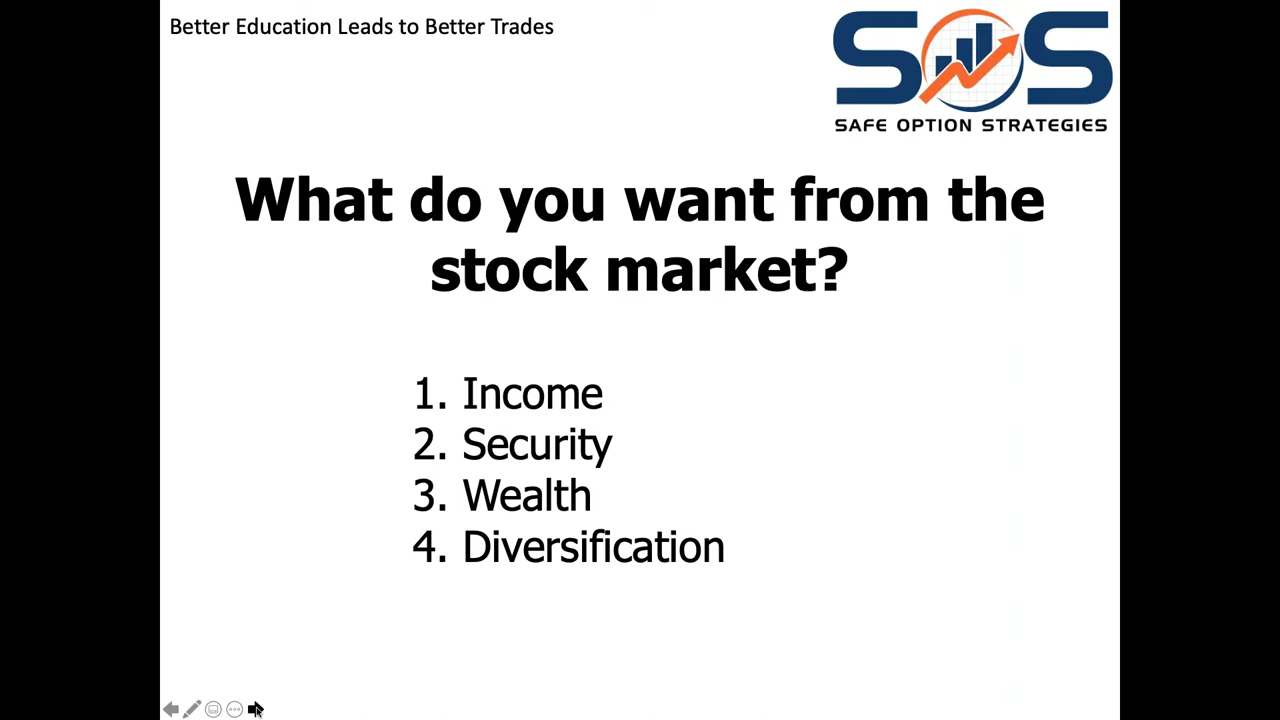 Better Education Leads to Better Trades
SOS
SAFE OPTION STRATEGIES
What do you want from the
stock market?
1. Income
2. Security
3. Wealth
4. Diversification